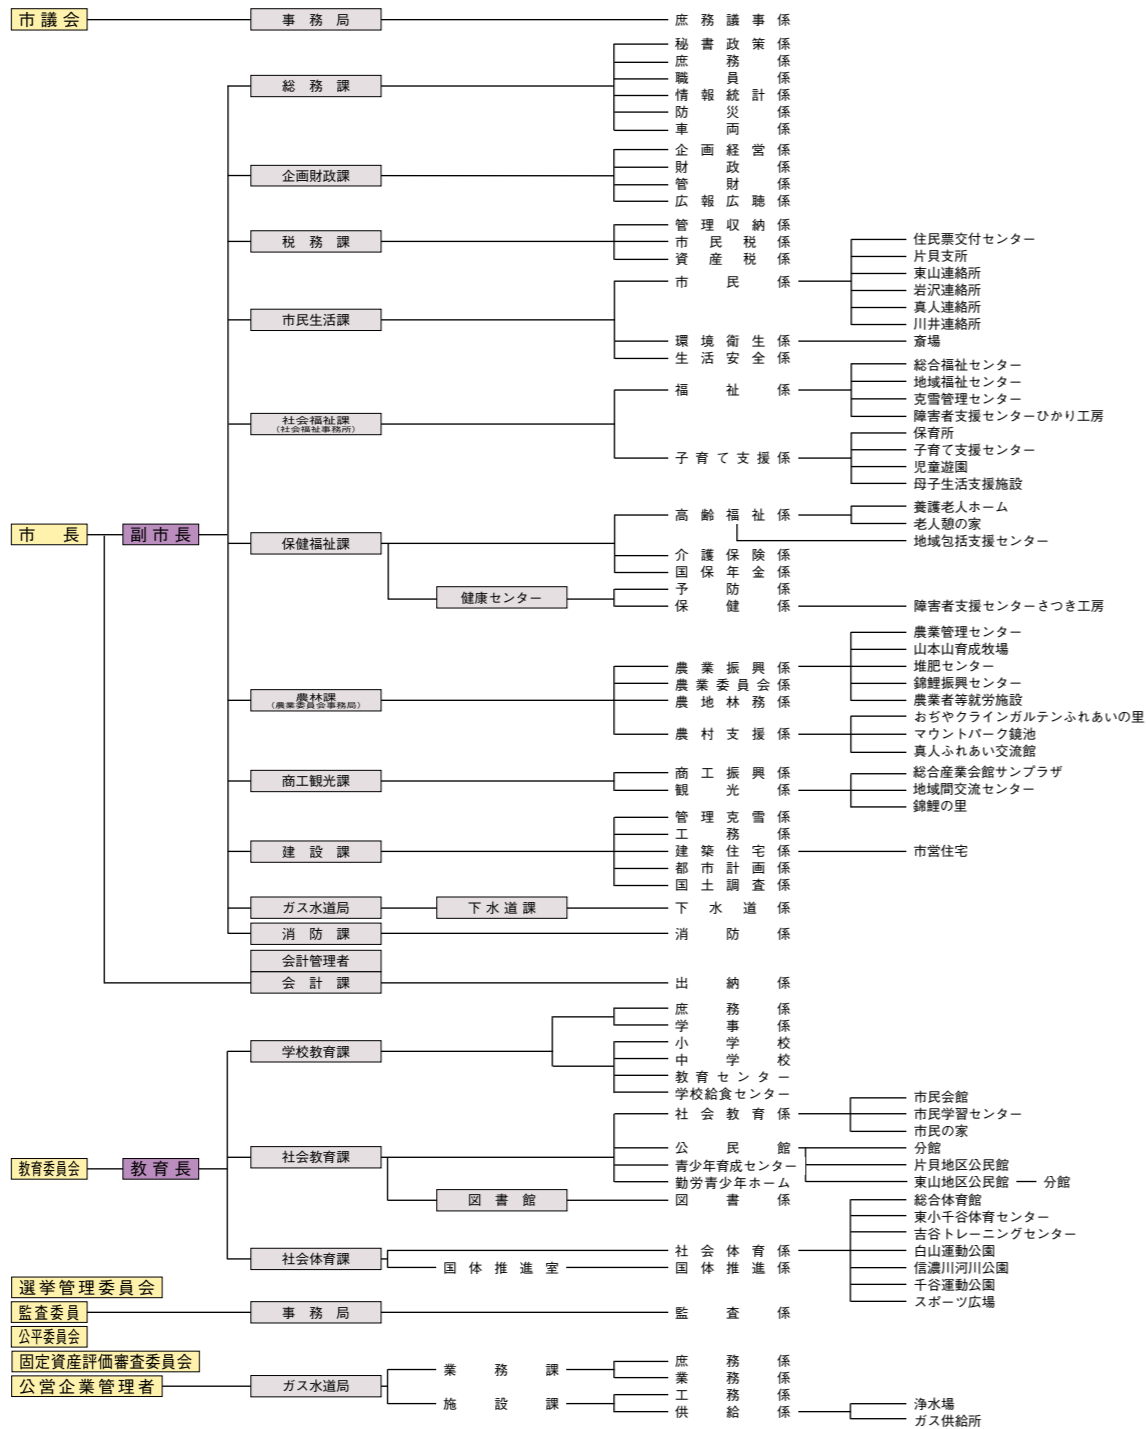 市議会
事務局
庶務議事係
総務課
秘書政策係
庶務係
職員係
情報統計係
防災係
車両係
企画財政課
企画経営係
財政係
管財係
広報広聴係
税務課
管理収納係
市民税係
資産税係
市民生活課
市民係
住民票交付センター
片貝支所
東山連絡所
岩沢連絡所
真人連絡所
川井連絡所
環境衛生係
斎場
生活安全係
社会福祉課
(社会福祉事務所)
福祉係
総合福祉センター
地域福祉センター
克雪管理センター
障害者支援センターひかり工房
子育て支援係
保育所
子育て支援センター
児童遊園
母子生活支援施設
市長
副市長
保健福祉課
高齢福祉係
養護老人ホーム
老人憩の家
地域包括支援センター
介護保険係
国保年金係
健康センター
予防係
保健係
障害者支援センターさつき工房
農林課
(農業委員会事務局)
農業振興係
農業管理センター
山本山育成牧場
堆肥センター
錦鯉振興センター
農業者等就労施設
農業委員会係
農地林務係
農村支援係
おぢやクラインガルテンふれあいの里
マウントパーク鏡池
真人ふれあい交流館
商工観光課
商工振興係
観光係
総合産業会館サンプラザ
地域間交流センター
錦鯉の里
建設課
管理克雪係
工務係
建築住宅係
市営住宅
都市計画係
国土調査係
ガス水道局
下水道課
下水道係
消防課
消防係
会計管理者
会計課
出納係
教育委員会
教育長
学校教育課
庶務係
学事係
小学校
中学校
教育センター
学校給食センター
社会教育課
社会教育係
市民会館
市民学習センター
市民の家
公民館
分館
片貝地区公民館
東山地区公民館
分館
青少年育成センター
勤労青少年ホーム
図書館
図書係
社会体育課
社会体育係
総合体育館
東小千谷体育センター
吉谷トレーニングセンター
白山運動公園
信濃川河川公園
千谷運動公園
スポーツ広場
国体推進室
国体推進係
選挙管理委員会
監査委員
事務局
監査係
公平委員会
固定資産評価審査委員会
公営企業管理者
ガス水道局
業務課
庶務係
業務係
施設課
工務係
供給係
浄水場
ガス供給所